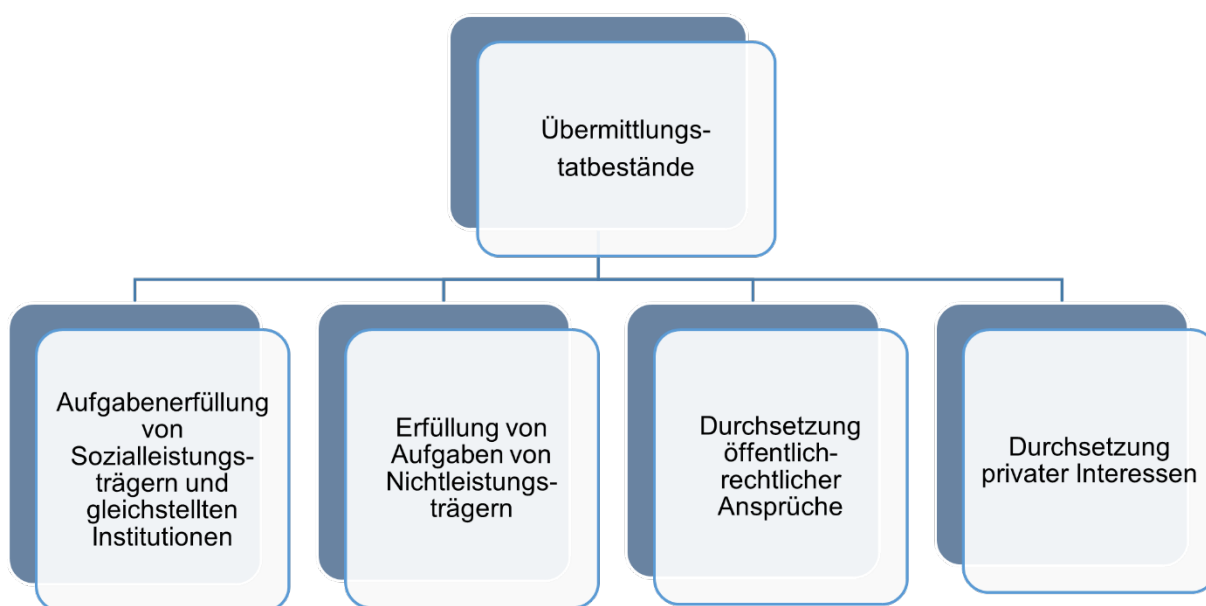 Übermittlungs-
tatbestände
Aufgabenerfüllung
von
Sozialleistungs-
trägern und
gleichstellten
Institutionen
Erfüllung von
Aufgaben von
Nichtleistungs-
trägern
Durchsetzung
öffentlich-
rechtlicher
Ansprüche
Durchsetzung
privater Interessen